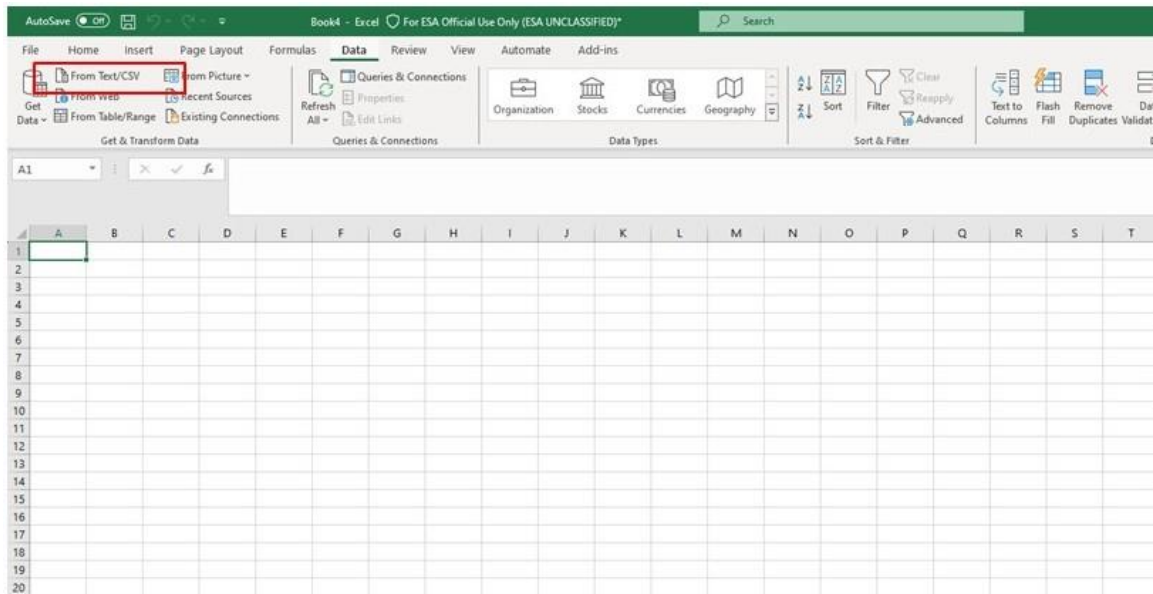 AutoSave Off Book4 - Excel For ESA Official Use Only (ESA UNCLASSIFIED)* Search
File Home Insert Page Layout Formulas Data Review View Automate Add-ins
Get Data
From Text/CSV
From Web
From Table/Range
From Picture
Recent Sources
Existing Connections
Get & Transform Data
Refresh All
Queries & Connections
Properties
Edit Links
Queries & Connections
Organization Stocks Currencies Geography
Data Types
Sort
Filter
Clear
Reapply
Advanced
Sort & Filter
Text to Columns
Flash Fill
Remove Duplicates
Dat
Validat
A1 fx
A B C D E F G H I J K L M N O P Q R S T
1
2
3
4
5
6
7
8
9
10
11
12
13
14
15
16
17
18
19
20